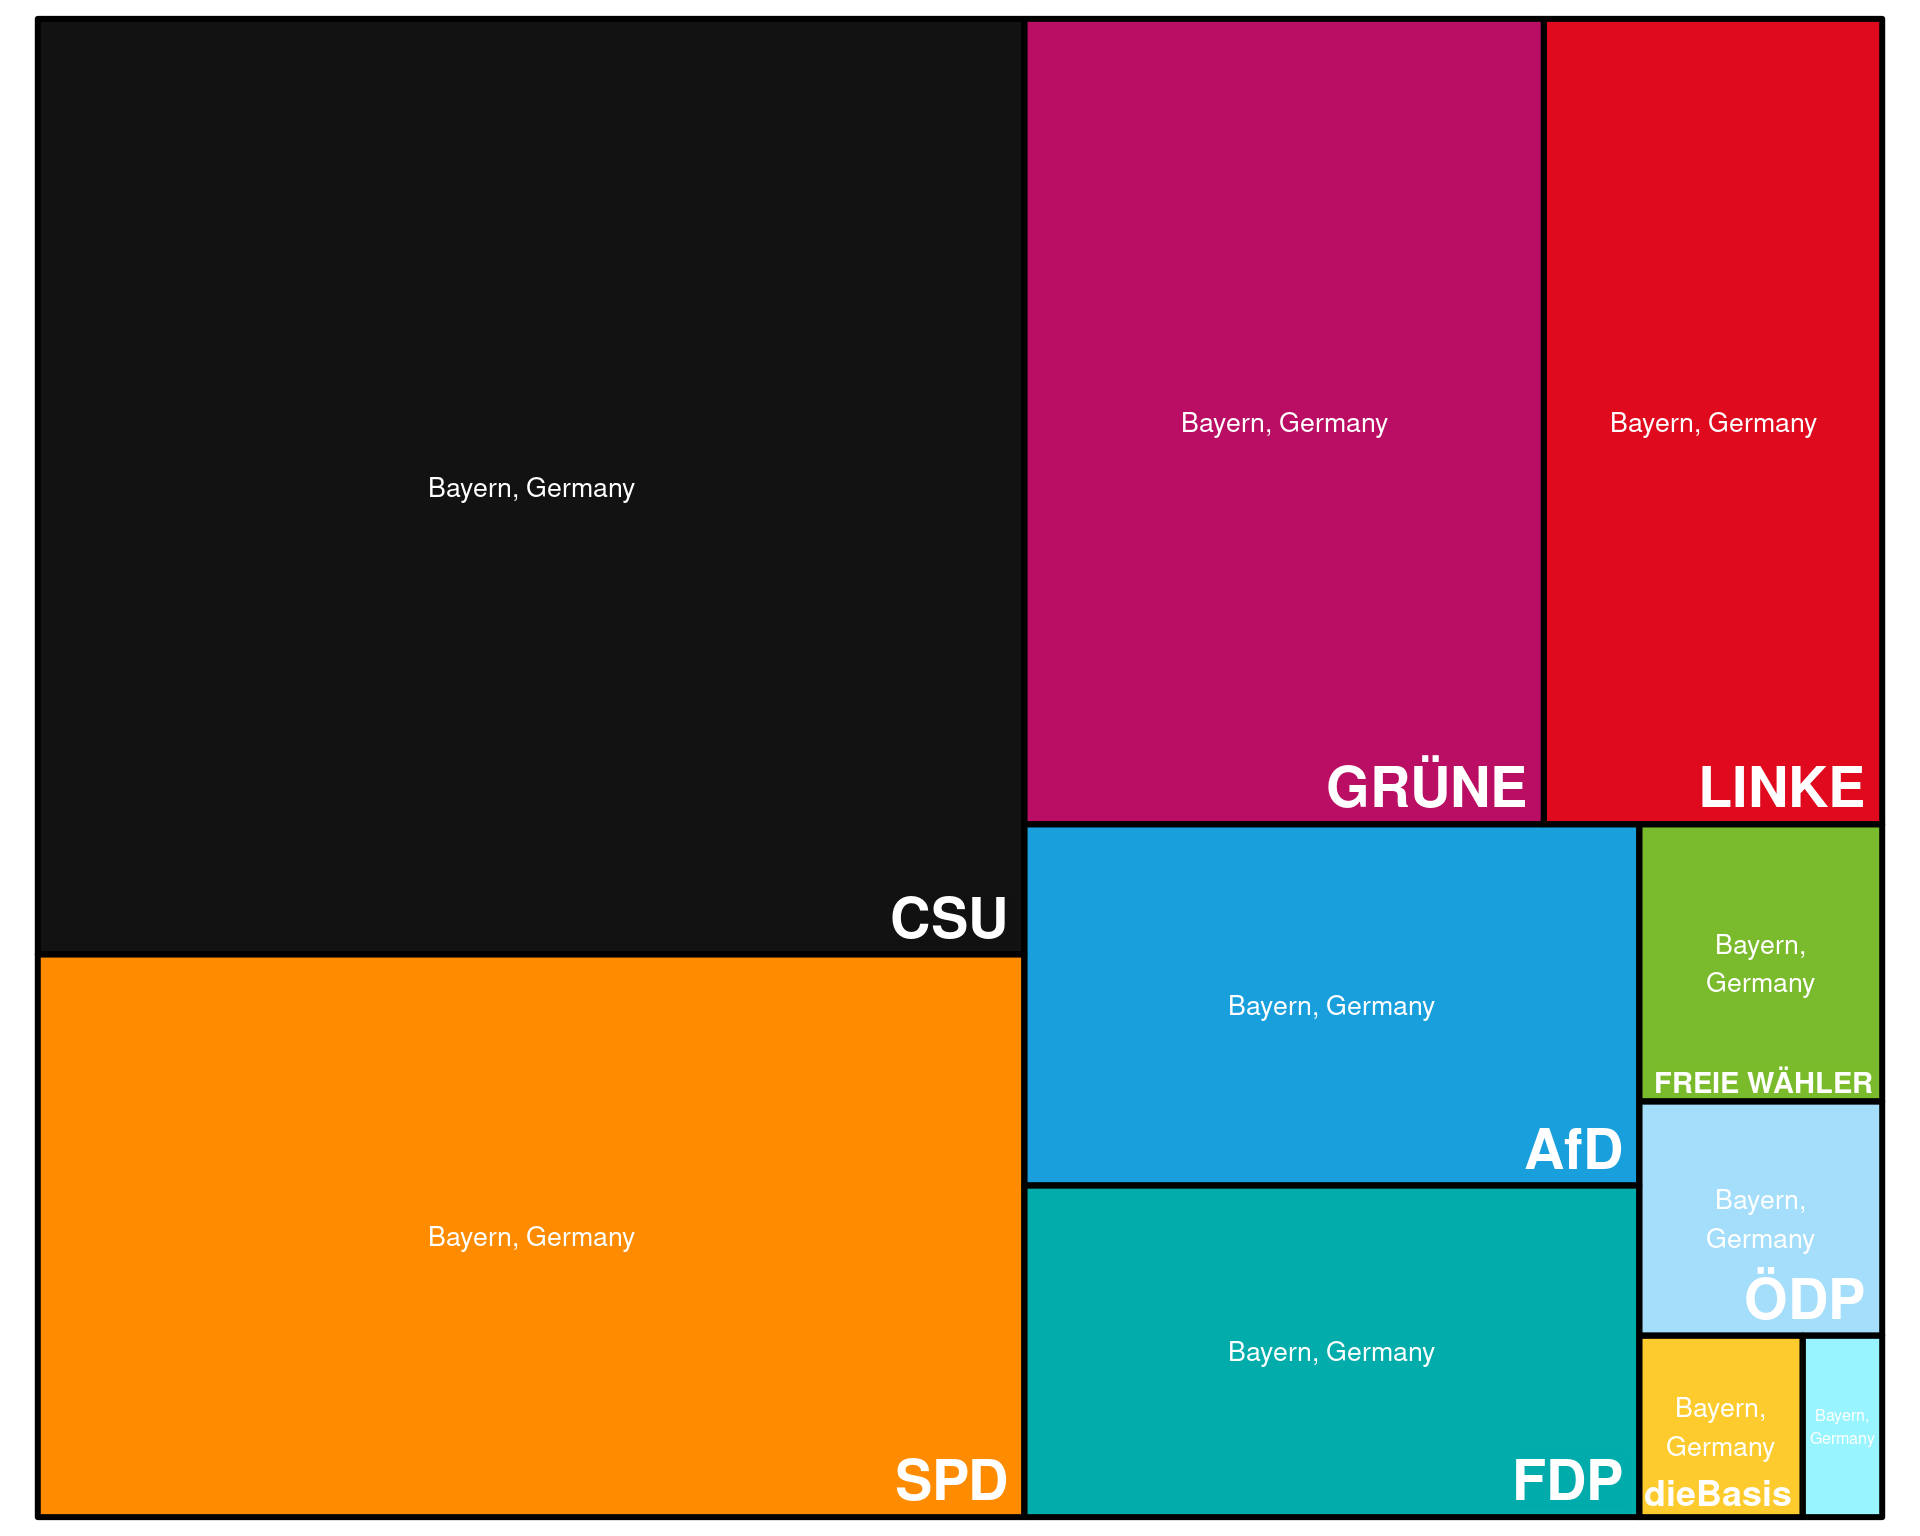 Bayern, Germany
CSU
Bayern, Germany
SPD
Bayern, Germany
GRÜNE
Bayern, Germany
LINKE
Bayern, Germany
AfD
Bayern, Germany
FDP
Bayern,
Germany
FREIE WÄHLER
Bayern,
Germany
ÖDP
Bayern,
Germany
dieBasis
Bayern,
Germany